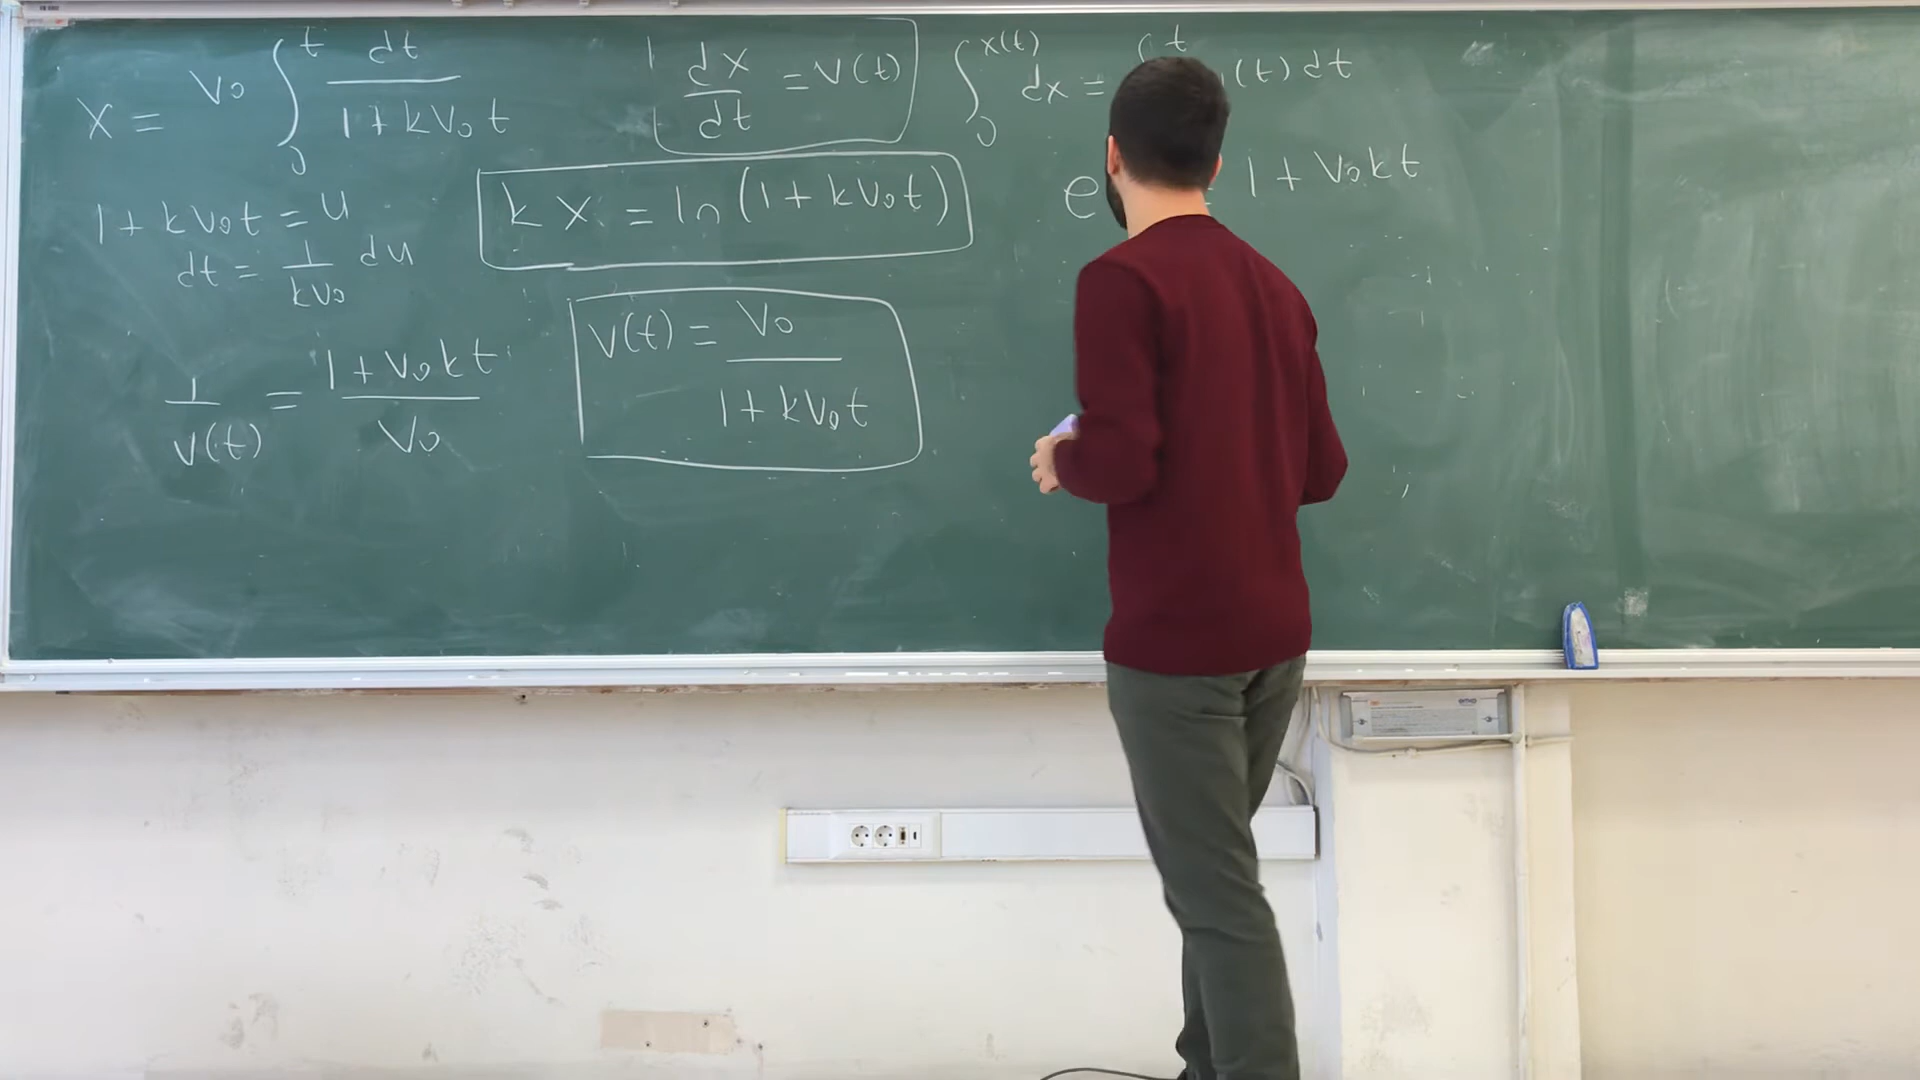 x = v₀ ∫₀ᵗ dt / (1 + kv₀t)
1 + kv₀t = u
dt = 1/(kv₀) du
1/v(t) = (1 + v₀kt) / v₀
dx/dt = v(t)
kx = ln(1 + kv₀t)
v(t) = v₀ / (1 + kv₀t)
∫₀ˣ⁽ᵗ⁾ dx = ∫ᵗ (t) dt
e = 1 + v₀kt